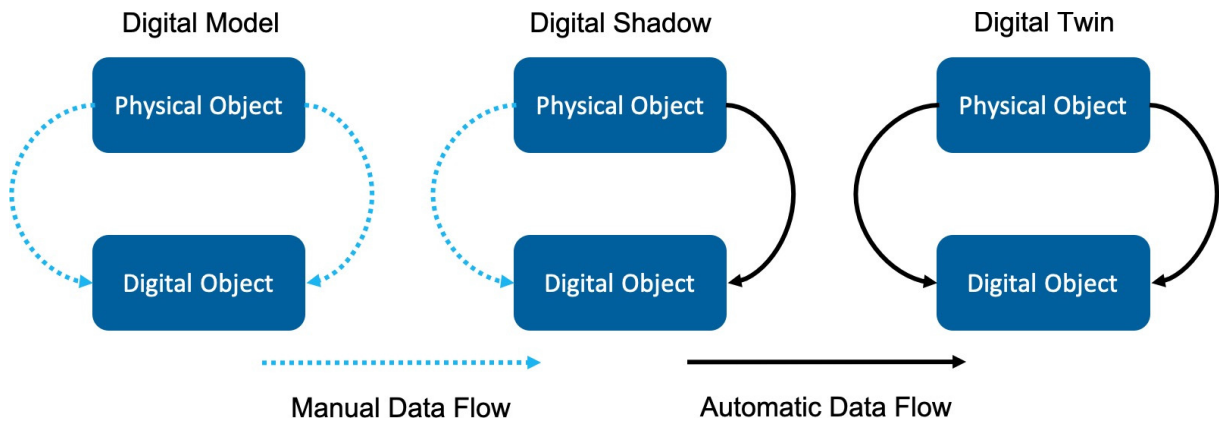 Digital Model
Digital Shadow
Digital Twin
Physical Object
Physical Object
Physical Object
Digital Object
Digital Object
Digital Object
Manual Data Flow
Automatic Data Flow